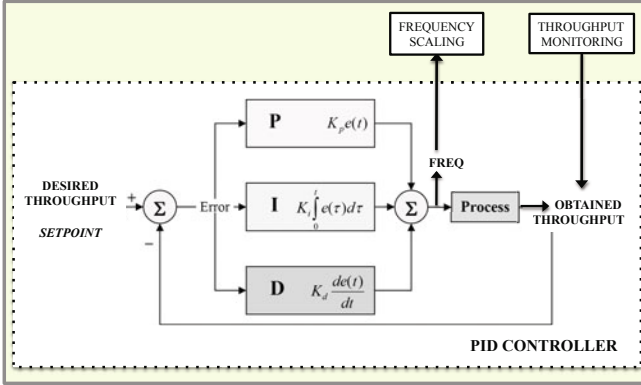 FREQUENCY
SCALING
THROUGHPUT
MONITORING
P K_p e(t)
FREQ
DESIRED
THROUGHPUT
SETPOINT
+
−
Σ
Error
I K_i ∫_0^t e(τ)dτ
Σ
Process
OBTAINED
THROUGHPUT
D K_d de(t)/dt
PID CONTROLLER